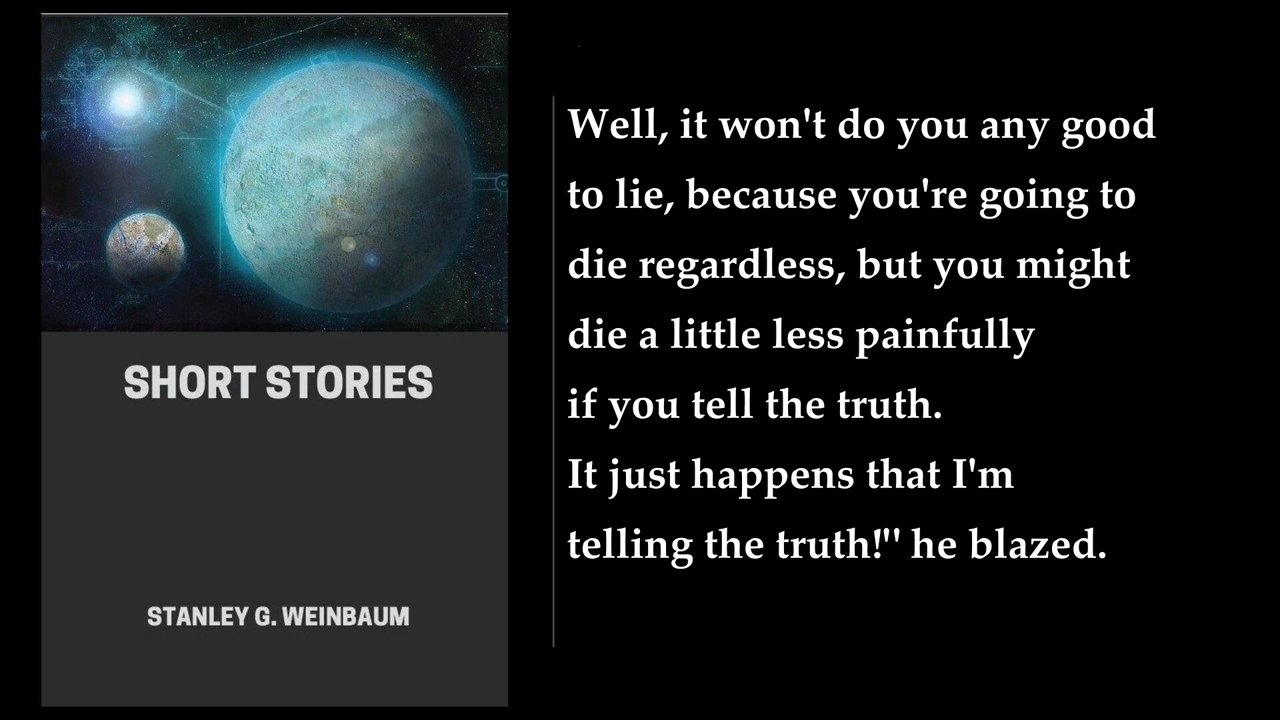 SHORT STORIES
STANLEY G. WEINBAUM
Well, it won't do you any good
to lie, because you're going to
die regardless, but you might
die a little less painfully
if you tell the truth.
It just happens that I'm
telling the truth!" he blazed.